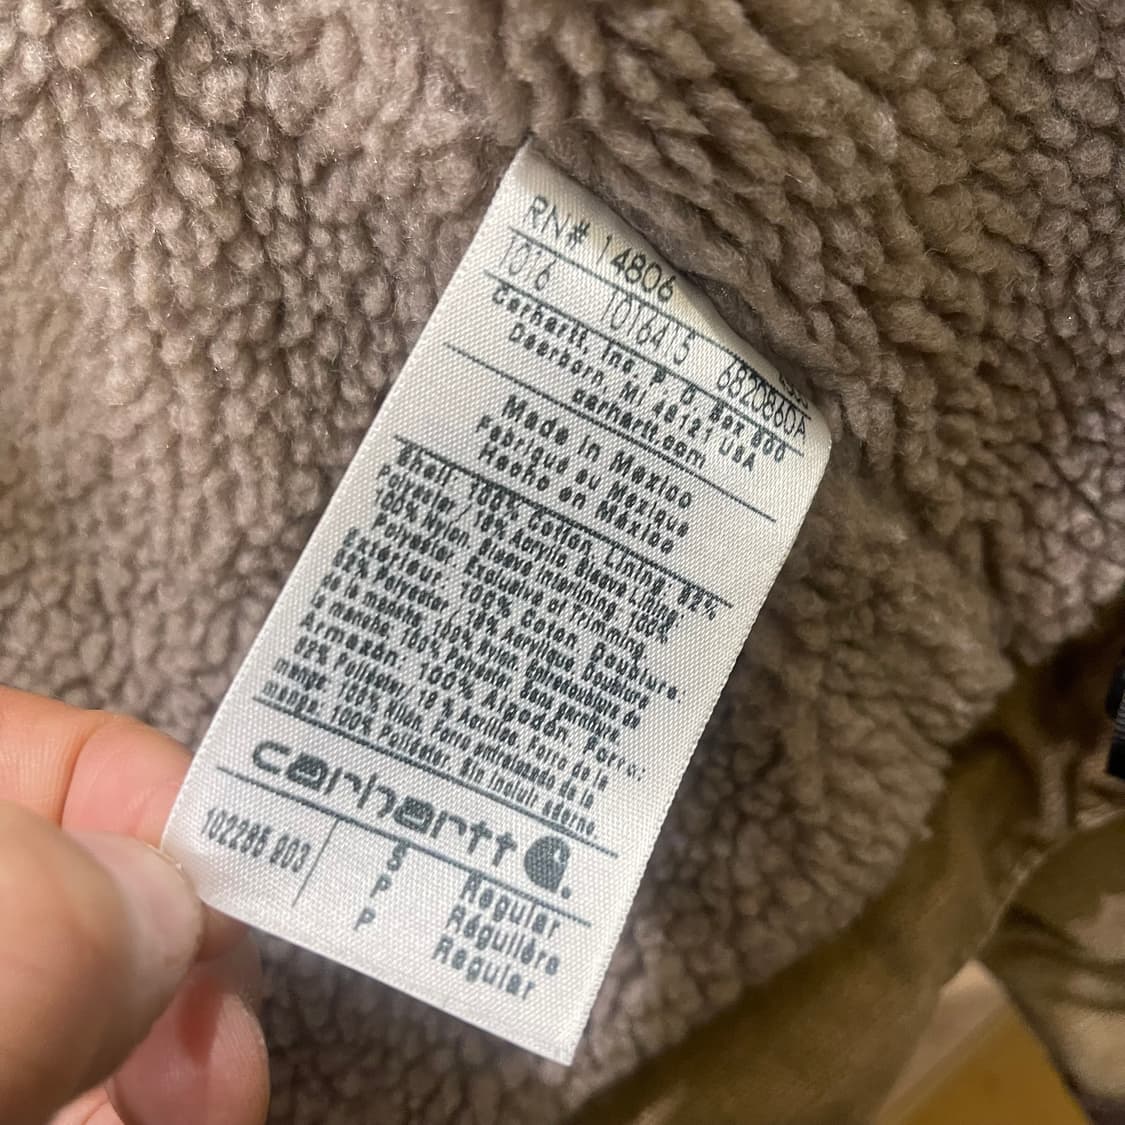 RN# 14806
1016 1016415 6820860A
Carhartt, Inc. P. O. Box 600
Dearborn, MI 48121 USA
carhartt.com
Made in Mexico
Fabriqué au Mexique
Hecho en México
Shell: 100% Cotton. Lining: 82%
Polyester/18% Acrylic. Sleeve Lining:
100% Nylon. Sleeve Interlining: 100%
Polyester. Exclusive of Trimming.
Extérieur: 100% Coton. Doublure:
82% Polyester/18% Acrylique. Doublure
de la manche, 100% Nylon. Entredoublure de
la manche, 100% Polyester. Sans garniture.
Armazón: 100% Algodón. Forro:
82% Poliéster/18% Acrílico. Forro de la
manga, 100% Nilón. Forro entrelazado de la
manga, 100% Poliéster. Sin incluir adorno.
carhartt
102285 903 S Regular
P Régulière
P Regular